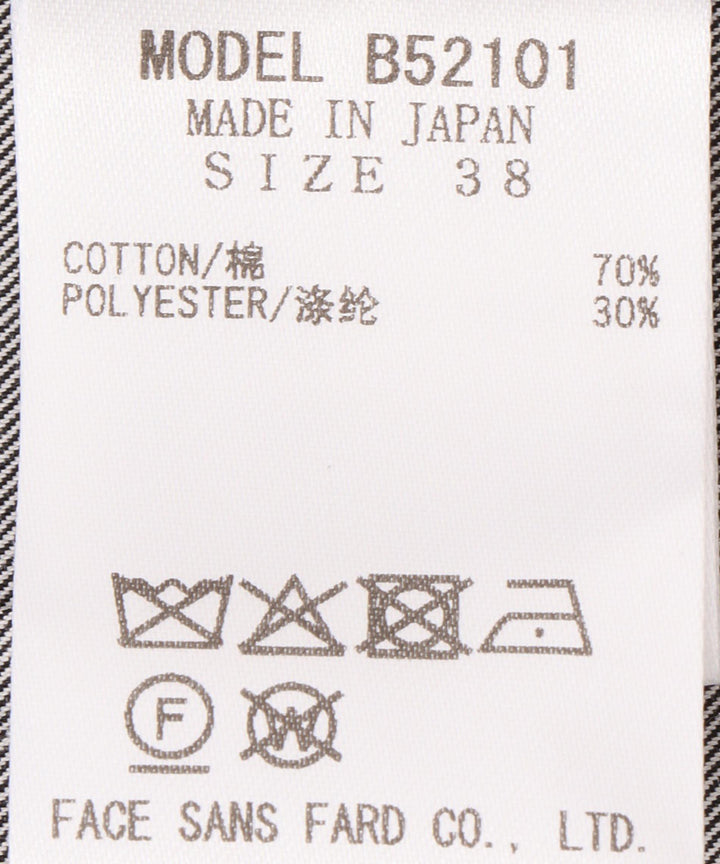 MODEL B52101
MADE IN JAPAN
SIZE 38
COTTON/棉 70%
POLYESTER/涤纶 30%
F W
FACE SANS FARD CO., LTD.